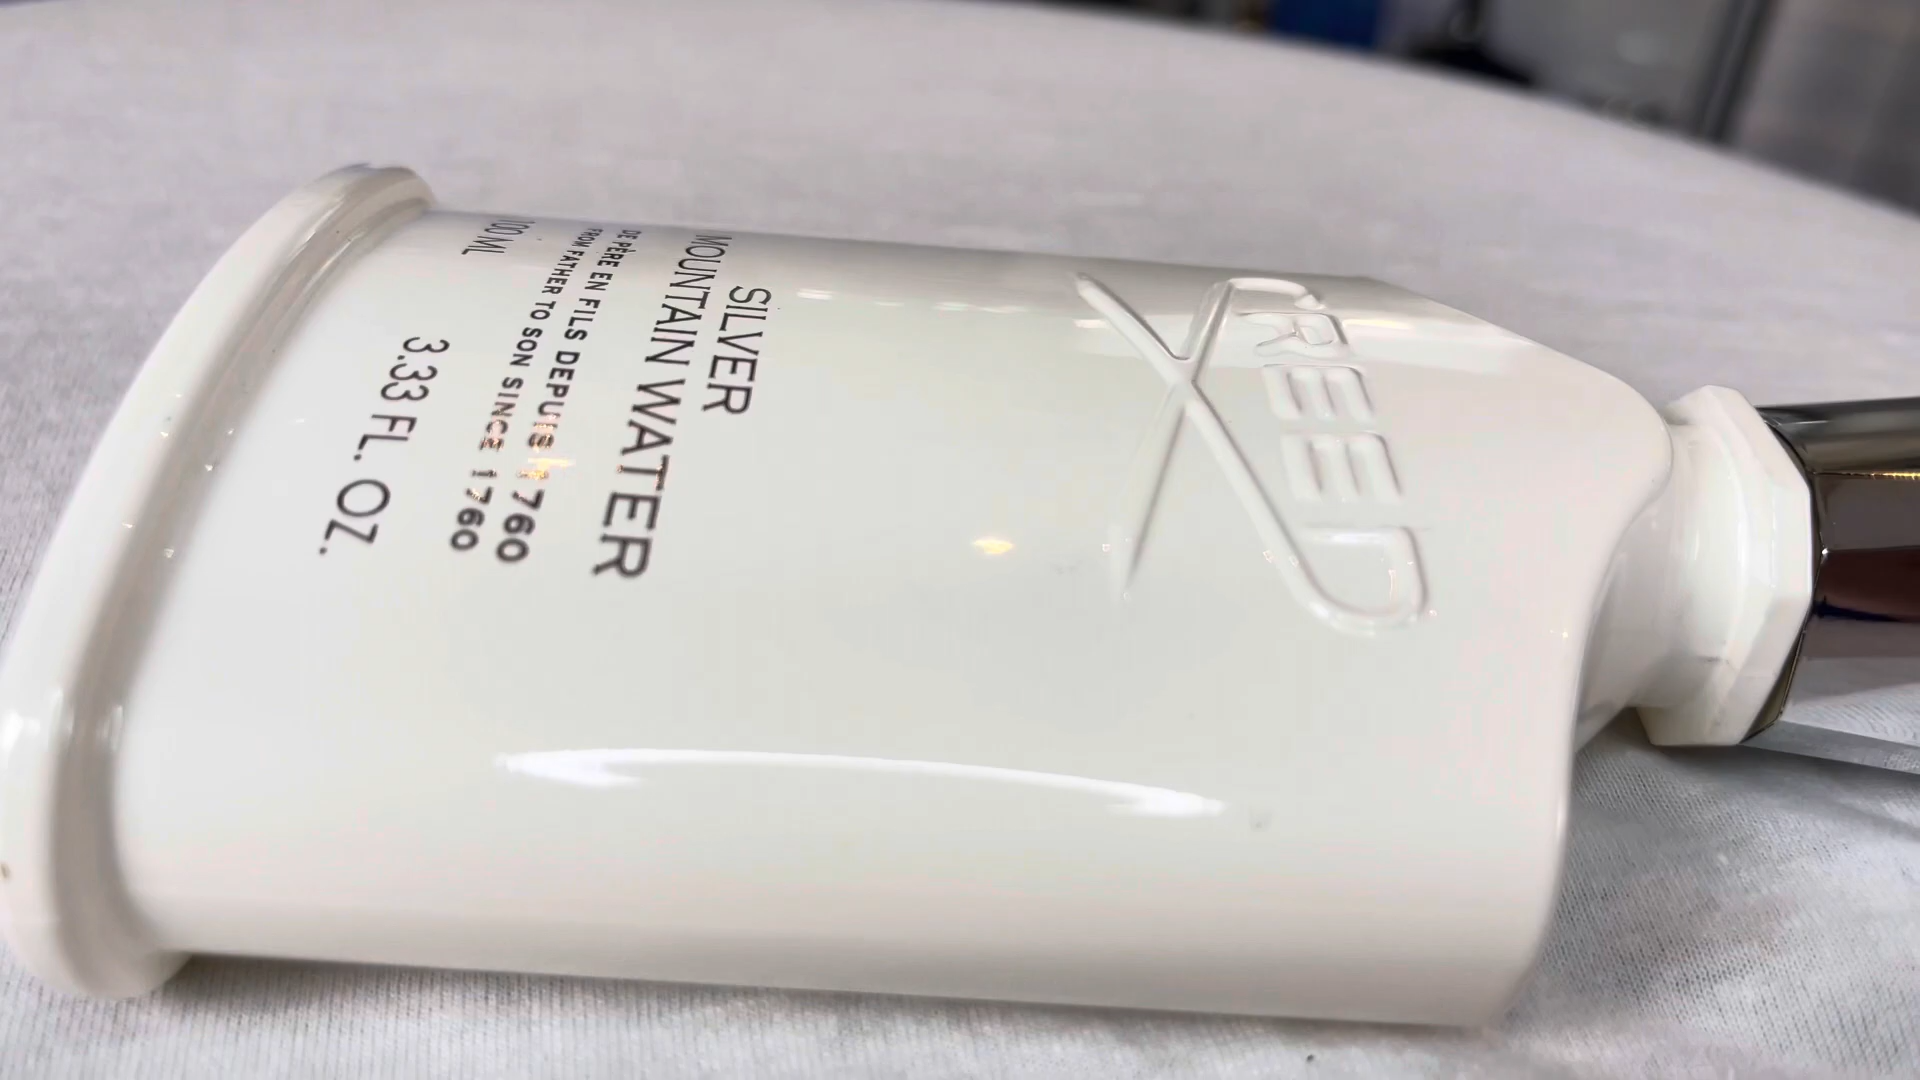 CREED
SILVER
MOUNTAIN WATER
DE PÈRE EN FILS DEPUIS 1760
FROM FATHER TO SON SINCE 1760
100 ML
3.33 FL. OZ.